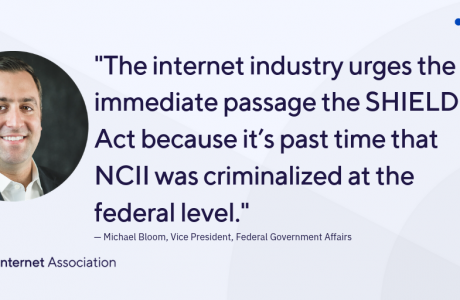 "The internet industry urges the
immediate passage the SHIELD
Act because it's past time that
NCII was criminalized at the
federal level."
— Michael Bloom, Vice President, Federal Government Affairs
Internet Association